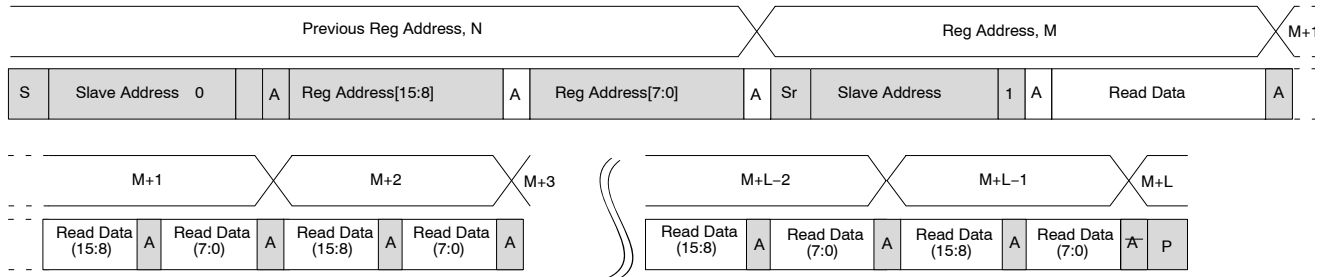 Previous Reg Address, N Reg Address, M M+1
S Slave Address 0 A Reg Address[15:8] A Reg Address[7:0] A Sr Slave Address 1 A Read Data A
M+1 M+2 M+3 M+L−2 M+L−1 M+L
Read Data A Read Data A Read Data A Read Data A Read Data A Read Data A Read Data A Read Data A̅ P
(15:8) (7:0) (15:8) (7:0) (15:8) (7:0) (15:8) (7:0)